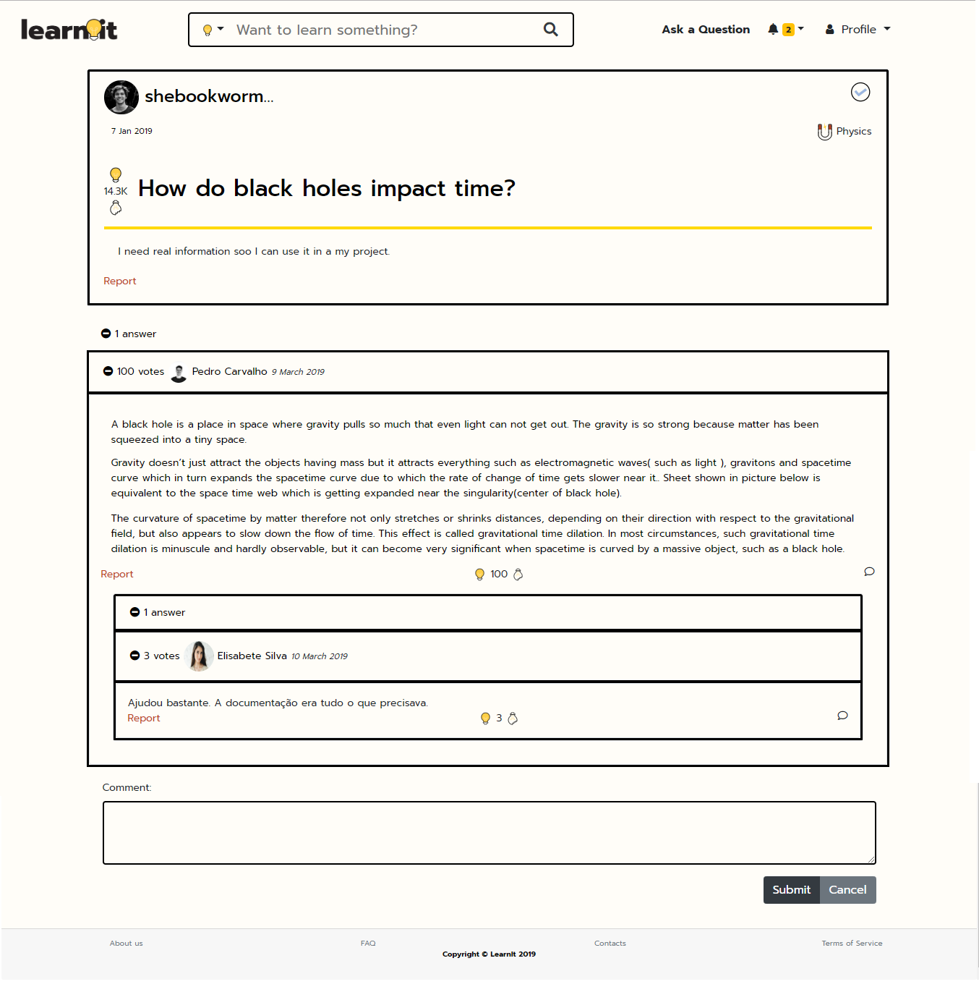 learnit
Want to learn something?
Ask a Question
2
Profile
shebookworm...
7 Jan 2019
Physics
14.3K
How do black holes impact time?
I need real information soo I can use it in a my project.
Report
1 answer
100 votes Pedro Carvalho 9 March 2019
A black hole is a place in space where gravity pulls so much that even light can not get out. The gravity is so strong because matter has been
squeezed into a tiny space.
Gravity doesn’t just attract the objects having mass but it attracts everything such as electromagnetic waves( such as light ), gravitons and spacetime
curve which in turn expands the spacetime curve due to which the rate of change of time gets slower near it.. Sheet shown in picture below is
equivalent to the space time web which is getting expanded near the singularity(center of black hole).
The curvature of spacetime by matter therefore not only stretches or shrinks distances, depending on their direction with respect to the gravitational
field, but also appears to slow down the flow of time. This effect is called gravitational time dilation. In most circumstances, such gravitational time
dilation is minuscule and hardly observable, but it can become very significant when spacetime is curved by a massive object, such as a black hole.
Report
100
1 answer
3 votes Elisabete Silva 10 March 2019
Ajudou bastante. A documentação era tudo o que precisava.
Report
3
Comment:
Submit
Cancel
About us
FAQ
Contacts
Terms of Service
Copyright © LearnIt 2019